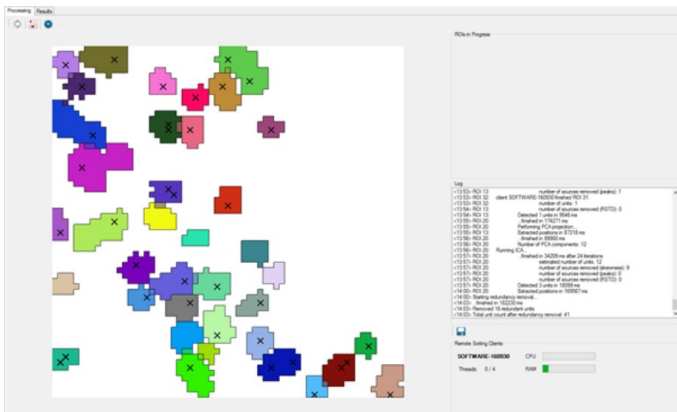 Processing Results
ROIs in Progress
Log
<13:53> ROI 13 number of sources removed (peaks): 1
<13:53> ROI 32 client SOFTWARE-160930 finished ROI 31
<13:53> ROI 32 number of units: 1
<13:54> ROI 13 number of sources removed (RSTD): 0
<13:54> ROI 13 Detected 1 units in 9546 ms
<13:55> ROI 20 ...finished in 174271 ms
<13:55> ROI 20 Performing PCA projection...
<13:55> ROI 13 Extracted positions in 87218 ms
<13:56> ROI 20 ...finished in 89900 ms
<13:56> ROI 20 Number of PCA components: 12
<13:56> ROI 20 Running ICA...
<13:57> ROI 20 ...finished in 34209 ms after 24 iterations
<13:57> ROI 20 estimated number of units: 12
<13:57> ROI 20 number of sources removed (skewness): 9
<13:57> ROI 20 number of sources removed (peaks): 0
<13:57> ROI 20 number of sources removed (RSTD): 0
<13:57> ROI 20 Detected 3 units in 18099 ms
<14:00> ROI 20 Extracted positions in 169567 ms
<14:00> Starting redundancy removal...
<14:03> ...finished in 162230 ms
<14:03> Removed 16 redundant units
<14:03> Total unit count after redundancy removal: 41
Remote Sorting Clients
SOFTWARE-160930 CPU
Threads 0 / 4 RAM